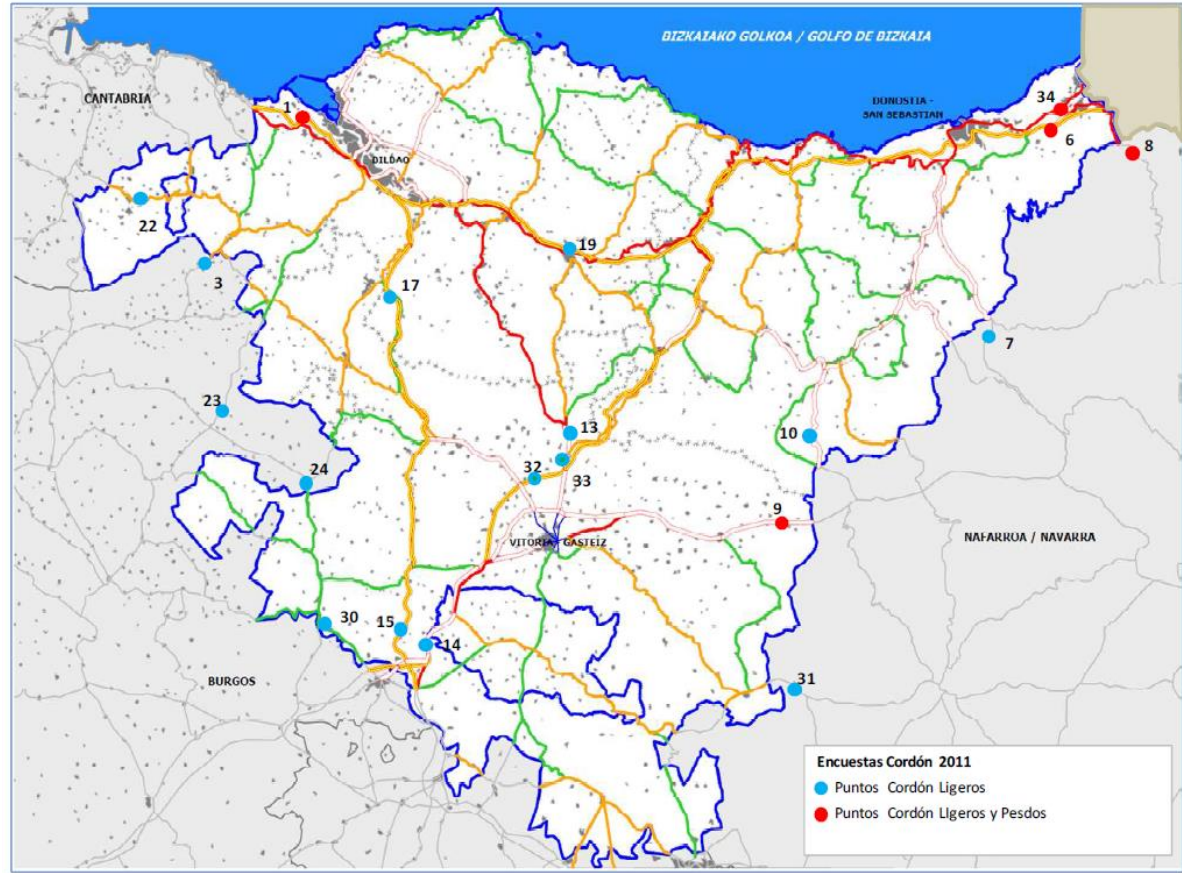 BIZKAIAKO GOLKOA / GOLFO DE BIZKAIA
CANTABRIA
DONOSTIA -
SAN SEBASTIAN
34
1
6
8
BILBAO
22
19
3
17
7
23
13
10
24
32
33
9
VITORIA - GASTEIZ
NAFARROA / NAVARRA
30
15
14
31
BURGOS
Encuestas Cordón 2011
Puntos Cordón Ligeros
Puntos Cordón LIgeros y Pesdos